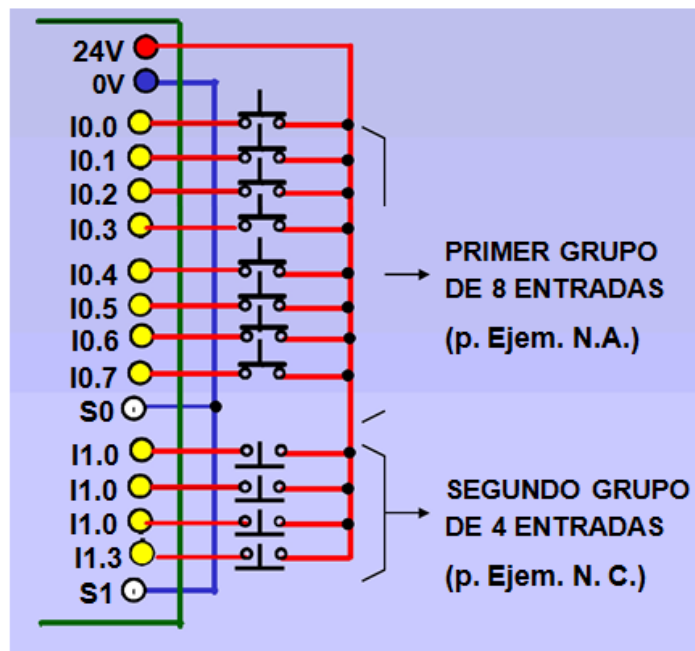 24V
0V
I0.0
I0.1
I0.2
I0.3
I0.4
I0.5
I0.6
I0.7
S0
I1.0
I1.0
I1.0
I1.3
S1
PRIMER GRUPO
DE 8 ENTRADAS
(p. Ejem. N.A.)
SEGUNDO GRUPO
DE 4 ENTRADAS
(p. Ejem. N. C.)